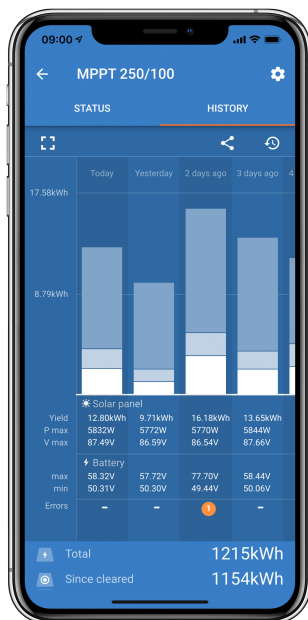 09:00
MPPT 250/100
STATUS HISTORY
Today Yesterday 2 days ago 3 days ago 4
17.58kWh
8.79kWh
Solar panel
Yield 12.80kWh 9.71kWh 16.18kWh 13.65kWh
P max 5832W 5772W 5770W 5844W
V max 87.49V 86.59V 86.54V 87.66V
Battery
max 58.32V 57.72V 77.70V 58.44V
min 50.31V 50.30V 49.44V 50.06V
Errors – – 1 –
Total 1215kWh
Since cleared 1154kWh